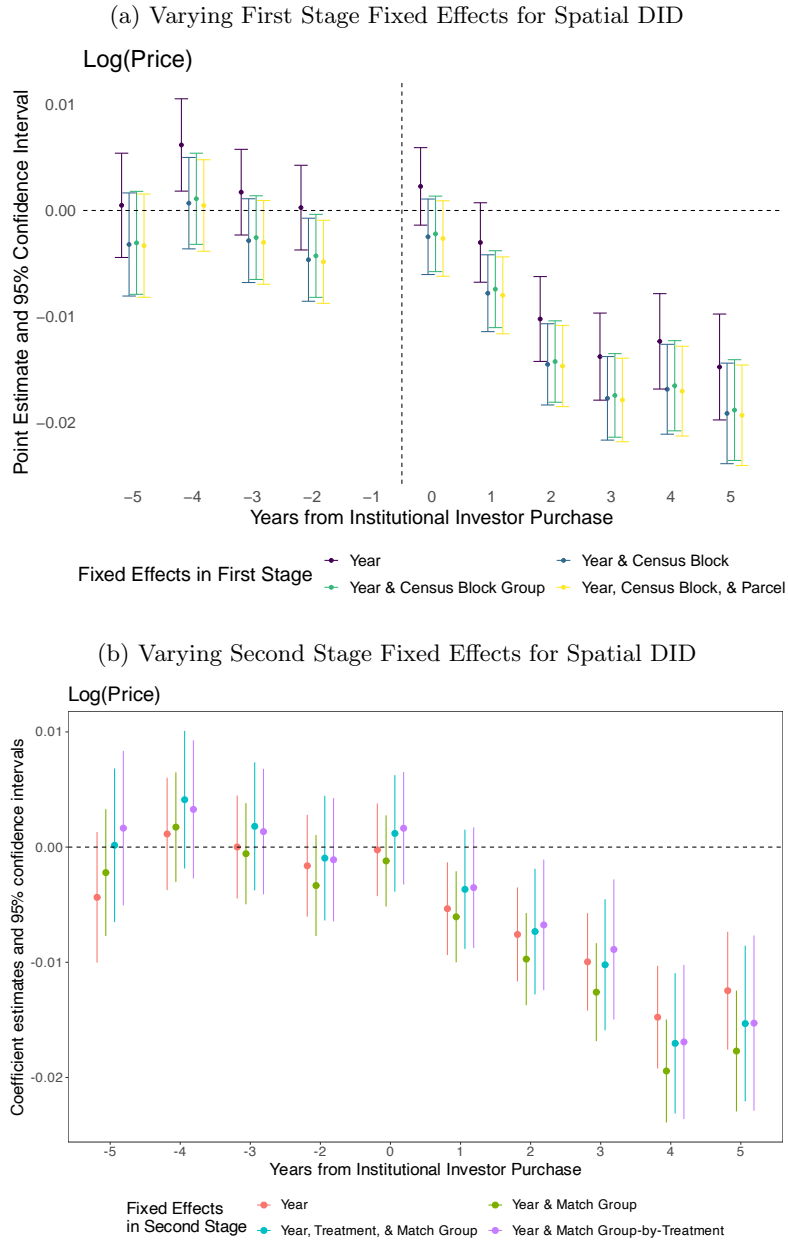 (a) Varying First Stage Fixed Effects for Spatial DID
Log(Price)
Point Estimate and 95% Confidence Interval
0.01
0.00
−0.01
−0.02
−5 −4 −3 −2 −1 0 1 2 3 4 5
Years from Institutional Investor Purchase
Fixed Effects in First Stage
Year
Year & Census Block
Year & Census Block Group
Year, Census Block, & Parcel
(b) Varying Second Stage Fixed Effects for Spatial DID
Log(Price)
Coefficient estimates and 95% confidence intervals
0.01
0.00
-0.01
-0.02
-5 -4 -3 -2 0 1 2 3 4 5
Years from Institutional Investor Purchase
Fixed Effects
in Second Stage
Year
Year & Match Group
Year, Treatment, & Match Group
Year & Match Group-by-Treatment